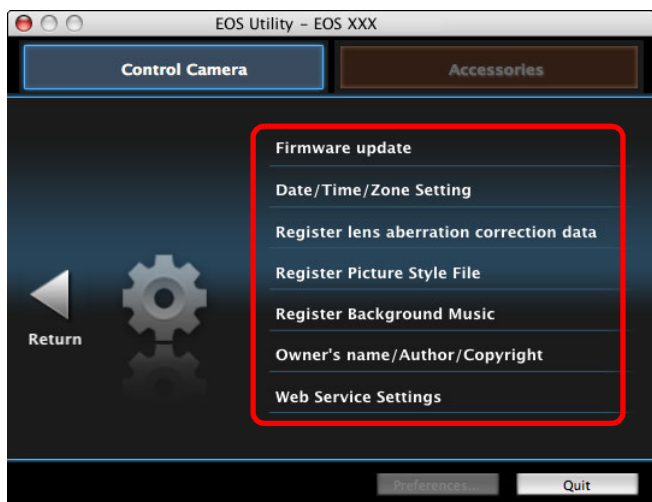 EOS Utility – EOS XXX
Control Camera
Accessories
Firmware update
Date/Time/Zone Setting
Register lens aberration correction data
Register Picture Style File
Register Background Music
Return
Owner's name/Author/Copyright
Web Service Settings
Preferences...
Quit